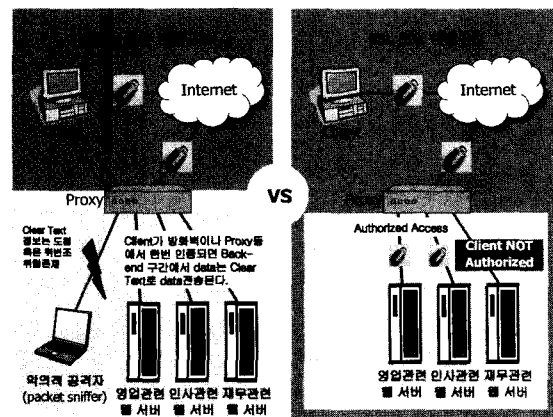 Internet
Proxy
Clear Text
정보는 도청
혹은 위변조
위험존재
Client가 방화벽이나 Proxy등
에서 한번 인증되면 Back-
end 구간에서 data는 Clear
Text로 data전송된다.
악의적 공격자
(packet sniffer)
영업관련
웹 서버
인사관련
웹 서버
재무관련
웹 서버
VS
Internet
Authorized Access
Client NOT
Authorized
영업관련
웹 서버
인사관련
웹 서버
재무관련
웹 서버